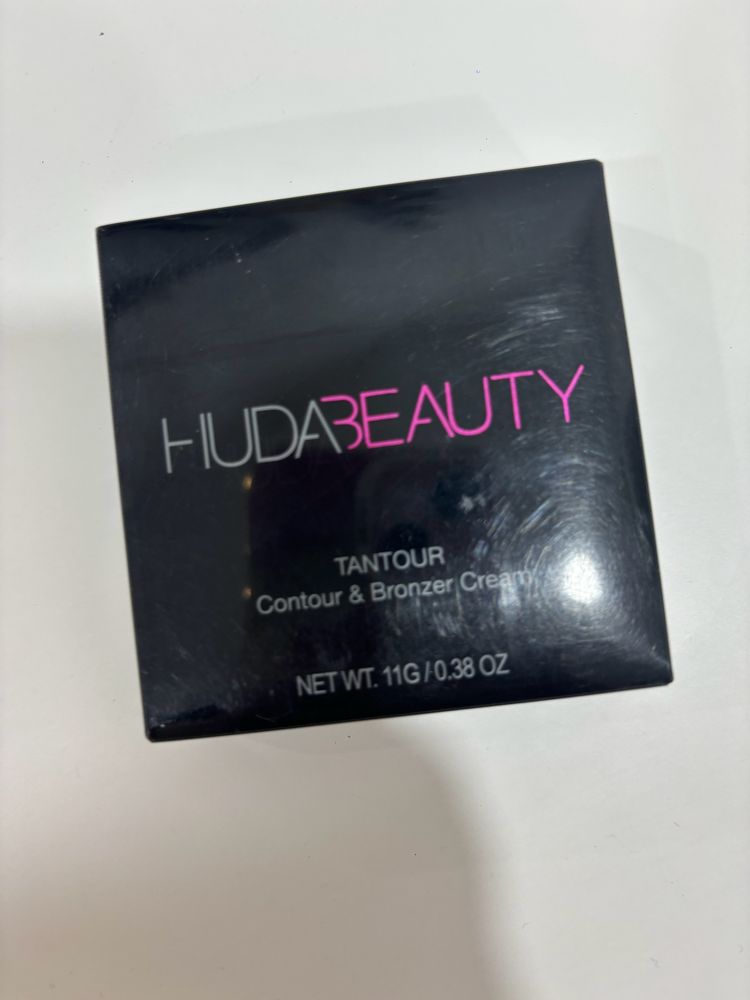 HUDABEAUTY
TANTOUR
Contour & Bronzer Cream
NET WT. 11G / 0.38 OZ